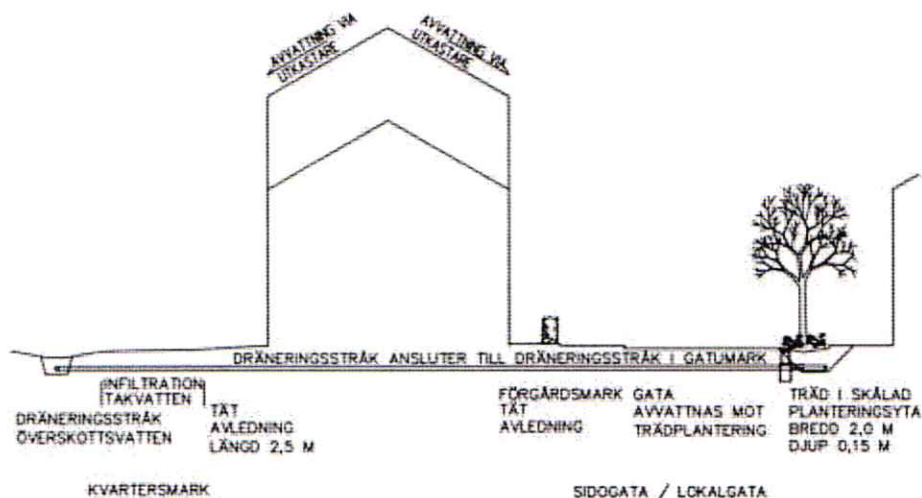 AVVATTNING VIA
UTKASTARE
AVVATTNING VIA
UTKASTARE
DRÄNERINGSSTRÅK ANSLUTER TILL DRÄNERINGSSTRÅK I GATUMARK
INFILTRATION
TAKVATTEN
DRÄNERINGSSTRÅK
ÖVERSKOTTSVATTEN
TÄT
AVLEDNING
LÄNGD 2,5 M
FÖRGÅRDSMARK
TÄT
AVLEDNING
GATA
AVVATTNAS MOT
TRÄDPLANTERING
TRÄD I SKÅLAD
PLANTERINGSYTA
BREDD 2,0 M
DJUP 0,15 M
KVARTERSMARK
SIDOGATA / LOKALGATA